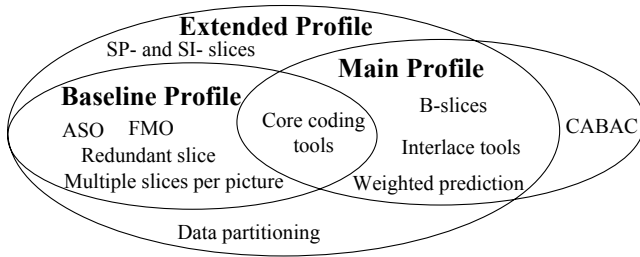 Extended Profile
SP- and SI- slices
Main Profile
Baseline Profile
B-slices
ASO
FMO
Core coding
tools
CABAC
Redundant slice
Interlace tools
Multiple slices per picture
Weighted prediction
Data partitioning